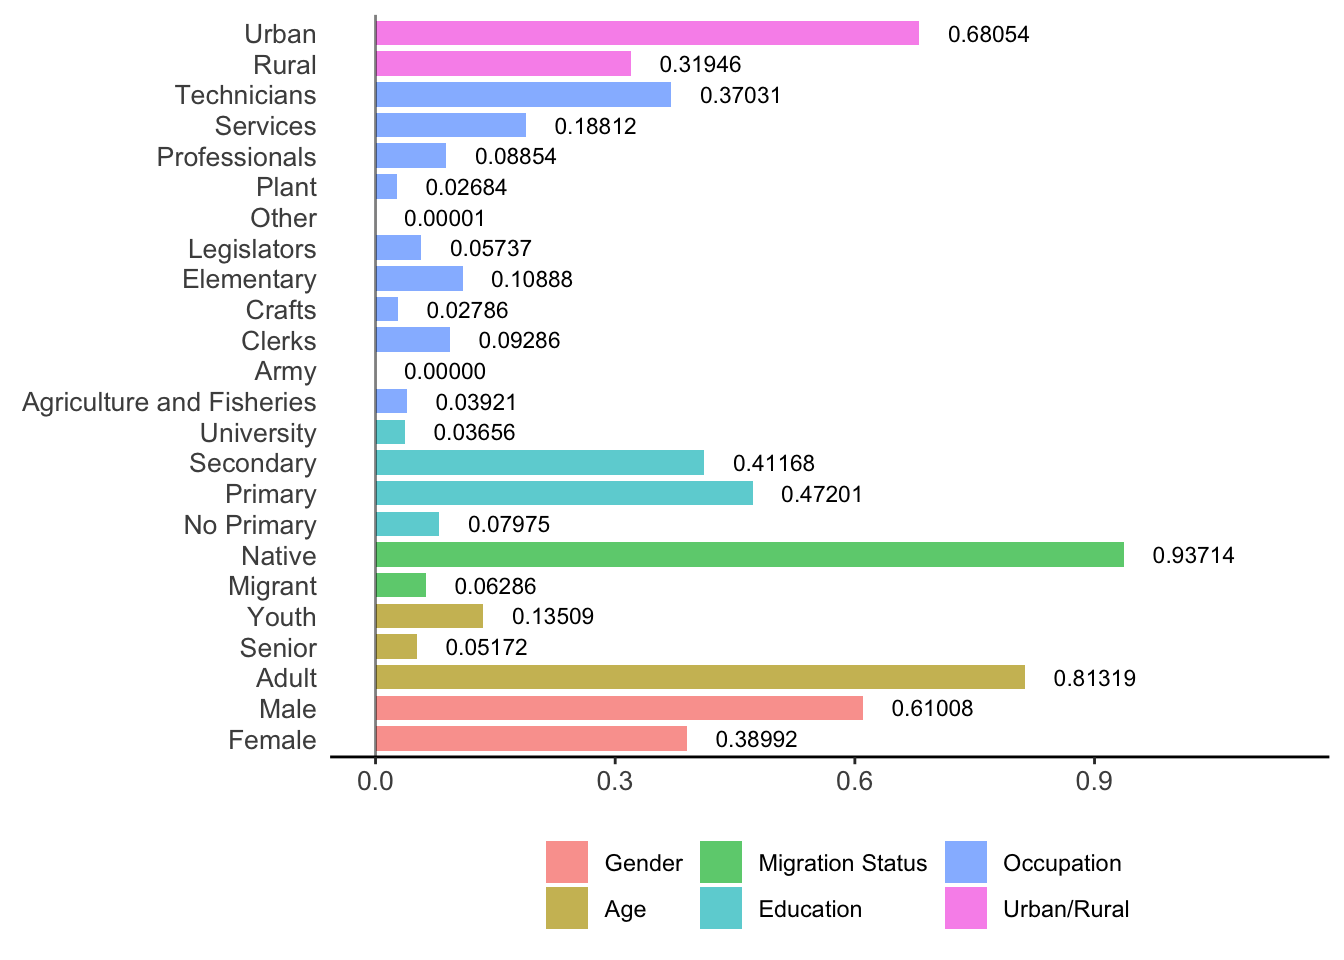 Urban 0.68054
Rural 0.31946
Technicians 0.37031
Services 0.18812
Professionals 0.08854
Plant 0.02684
Other 0.00001
Legislators 0.05737
Elementary 0.10888
Crafts 0.02786
Clerks 0.09286
Army 0.00000
Agriculture and Fisheries 0.03921
University 0.03656
Secondary 0.41168
Primary 0.47201
No Primary 0.07975
Native 0.93714
Migrant 0.06286
Youth 0.13509
Senior 0.05172
Adult 0.81319
Male 0.61008
Female 0.38992
0.0 0.3 0.6 0.9
Gender Migration Status Occupation
Age Education Urban/Rural